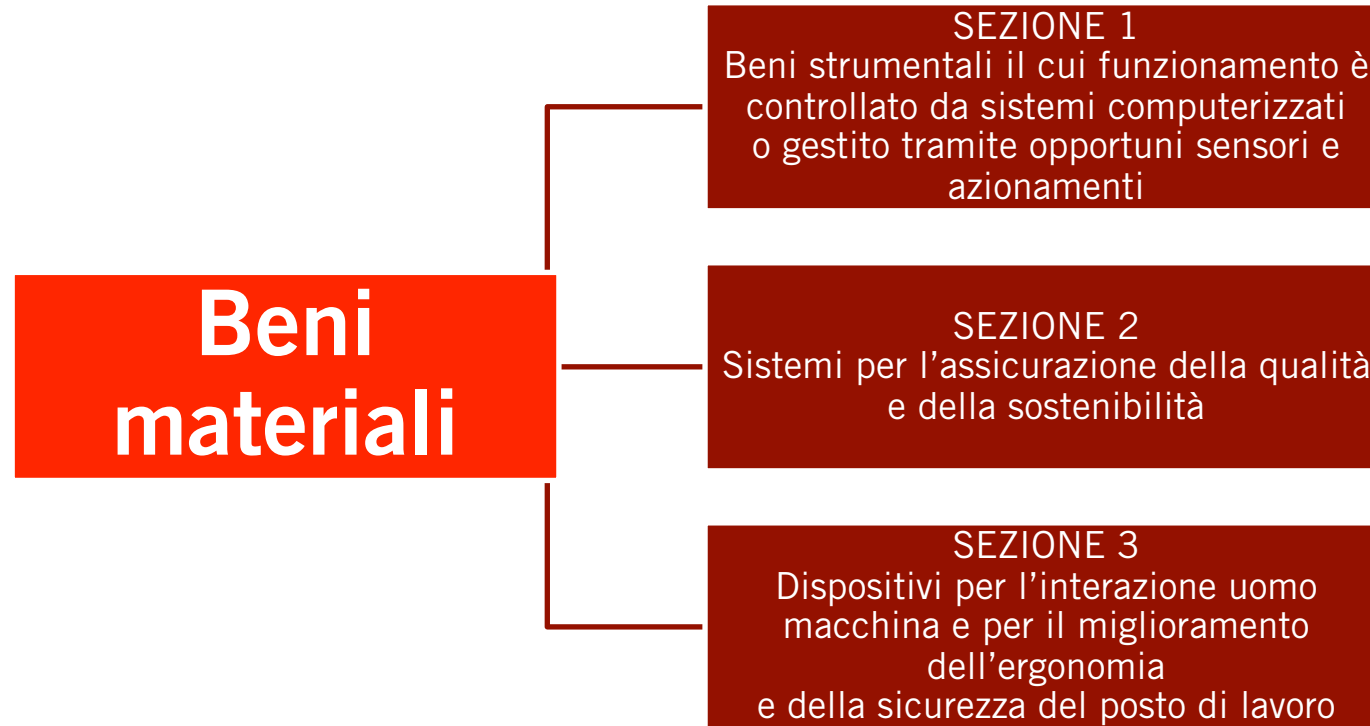 Beni
materiali
SEZIONE 1
Beni strumentali il cui funzionamento è
controllato da sistemi computerizzati
o gestito tramite opportuni sensori e
azionamenti
SEZIONE 2
Sistemi per l’assicurazione della qualità
e della sostenibilità
SEZIONE 3
Dispositivi per l’interazione uomo
macchina e per il miglioramento
dell’ergonomia
e della sicurezza del posto di lavoro